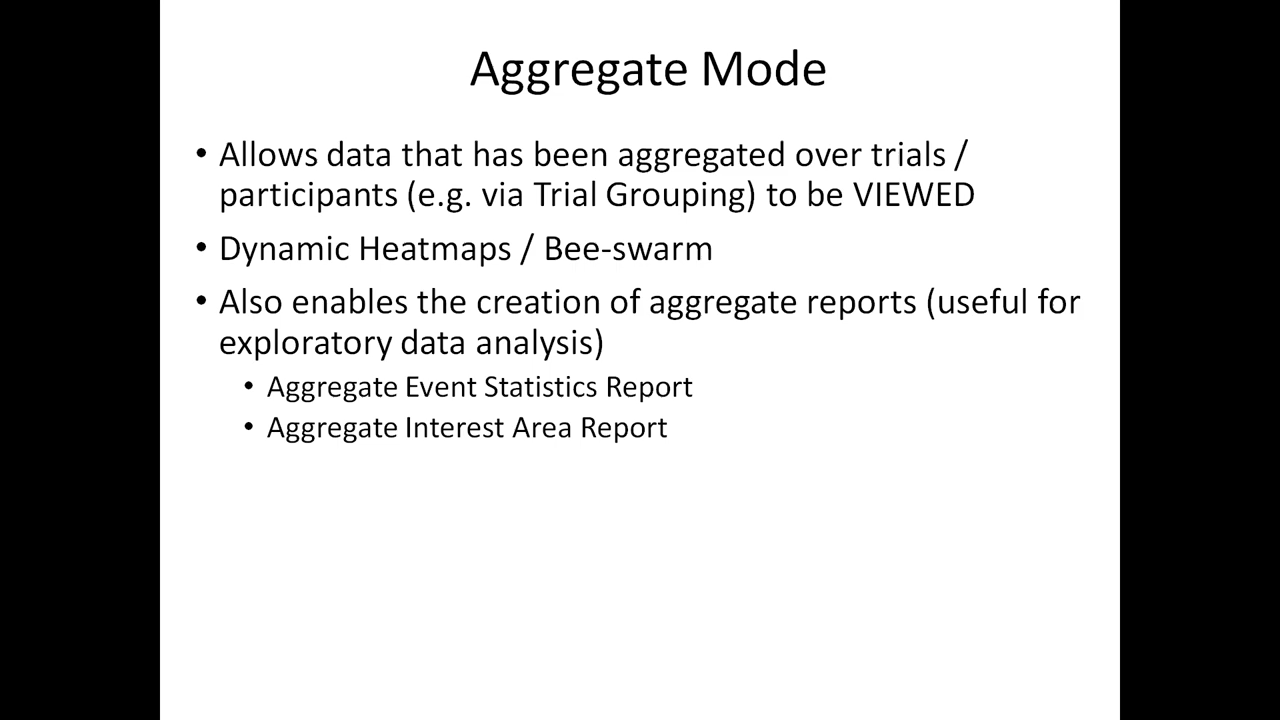 Aggregate Mode
• Allows data that has been aggregated over trials /
participants (e.g. via Trial Grouping) to be VIEWED
• Dynamic Heatmaps / Bee-swarm
• Also enables the creation of aggregate reports (useful for
exploratory data analysis)
• Aggregate Event Statistics Report
• Aggregate Interest Area Report